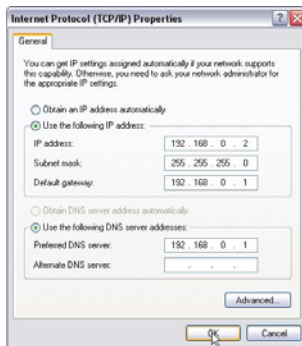 Internet Protocol (TCP/IP) Properties
General
You can get IP settings assigned automatically if your network supports
this capability. Otherwise, you need to ask your network administrator for
the appropriate IP settings.
Obtain an IP address automatically
Use the following IP address:
IP address: 192 . 168 . 0 . 2
Subnet mask: 255 . 255 . 255 . 0
Default gateway: 192 . 168 . 0 . 1
Obtain DNS server address automatically
Use the following DNS server addresses:
Preferred DNS server: 192 . 168 . 0 . 1
Alternate DNS server: . . .
Advanced...
OK Cancel